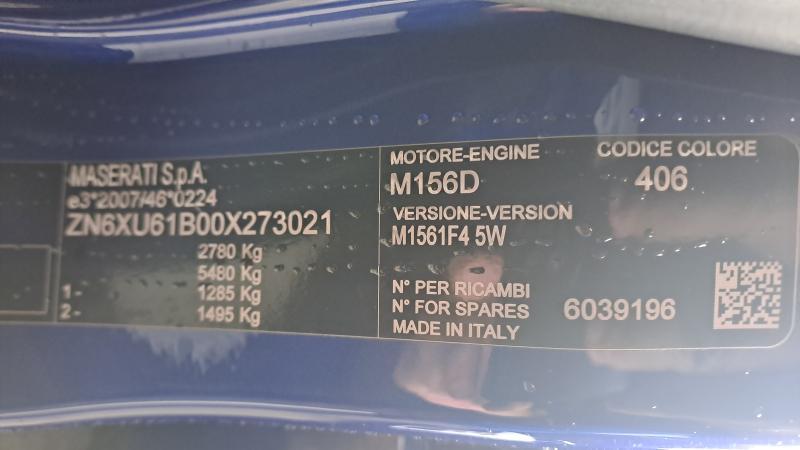 MASERATI S.p.A.
e3*2007/46*0224
ZN6XU61B00X273021
2780 Kg
5480 Kg
1- 1285 Kg
2- 1495 Kg
MOTORE-ENGINE
M156D
VERSIONE-VERSION
M1561F4 5W
N° PER RICAMBI
N° FOR SPARES 6039196
MADE IN ITALY
CODICE COLORE
406